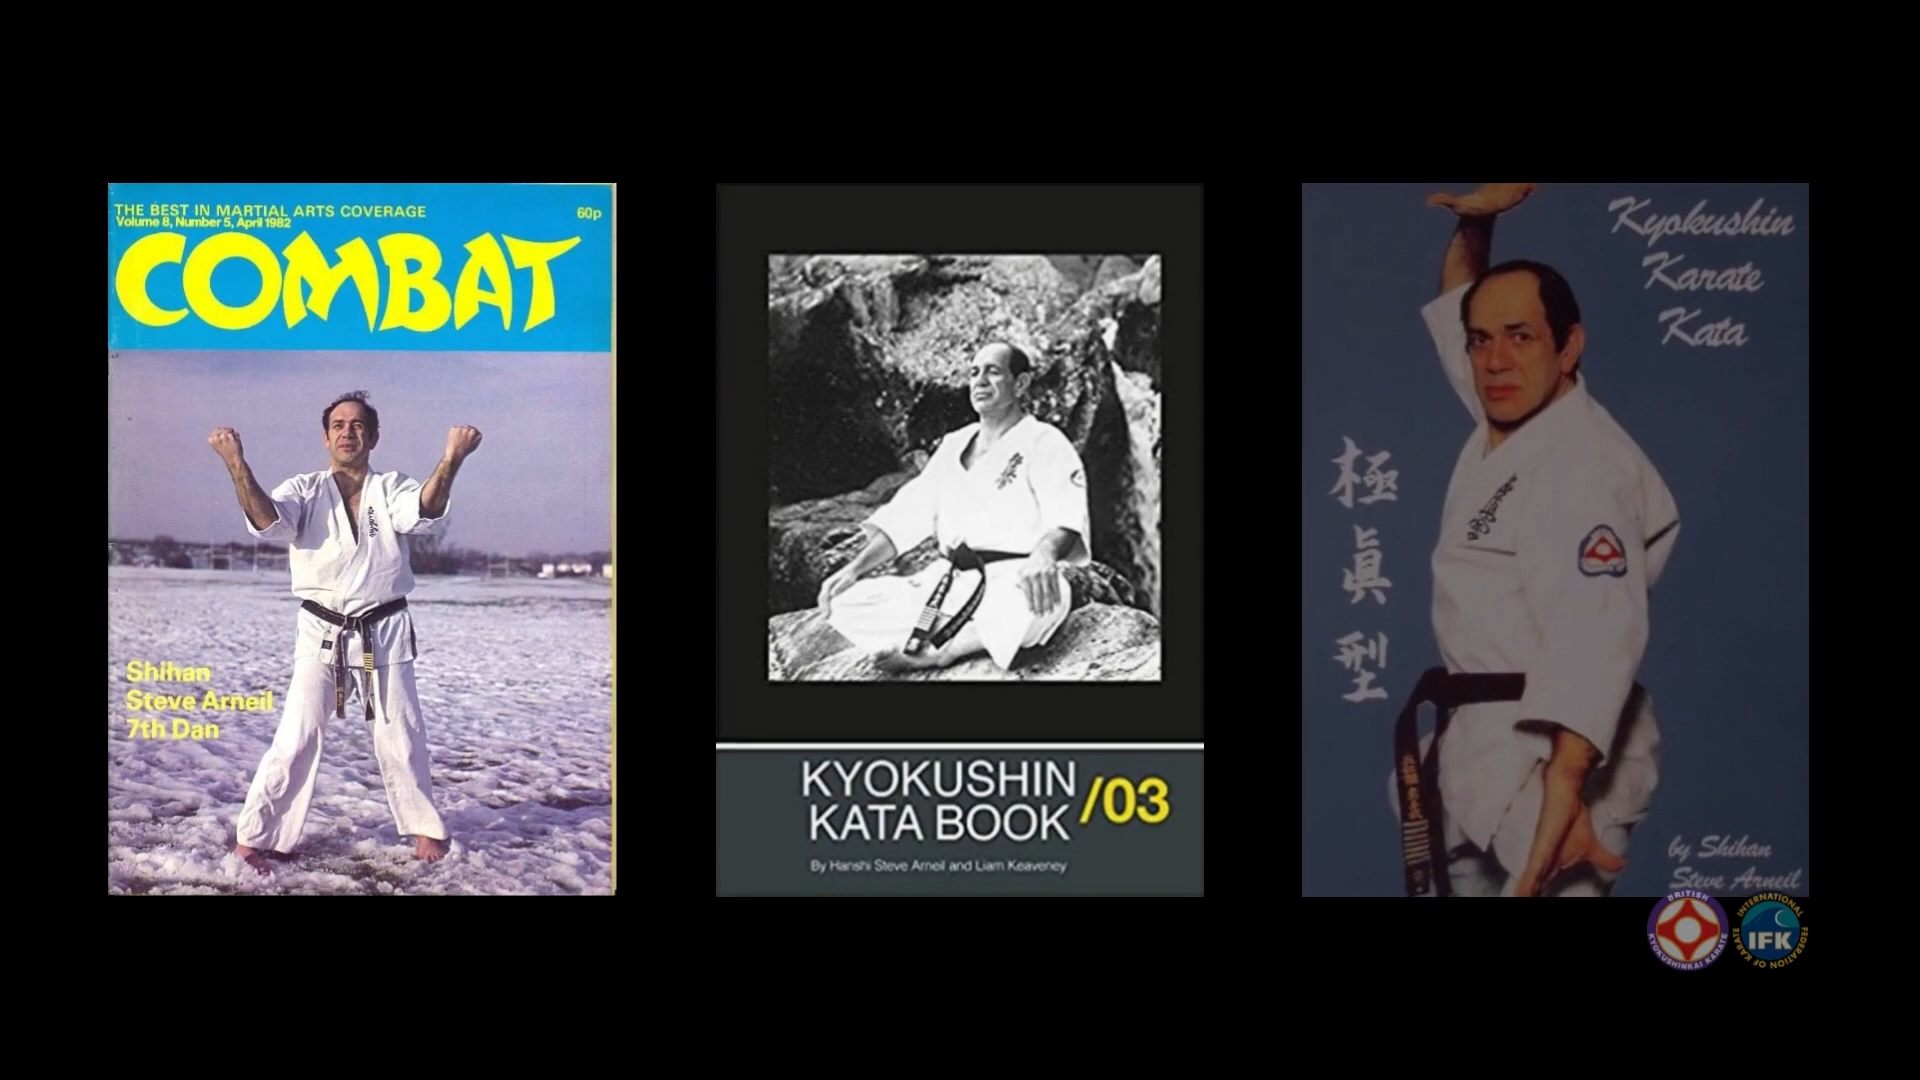 THE BEST IN MARTIAL ARTS COVERAGE
Volume 8, Number 5, April 1982
60p
COMBAT
Shihan
Steve Arneil
7th Dan
KYOKUSHIN
KATA BOOK
/03
By Hanshi Steve Arneil and Liam Keaveney
Kyokushin
Karate
Kata
極
眞
型
by Shihan
Steve Arneil
BRITISH
KYOKUSHINKAI KARATE
INTERNATIONAL
FEDERATION OF KARATE
IFK